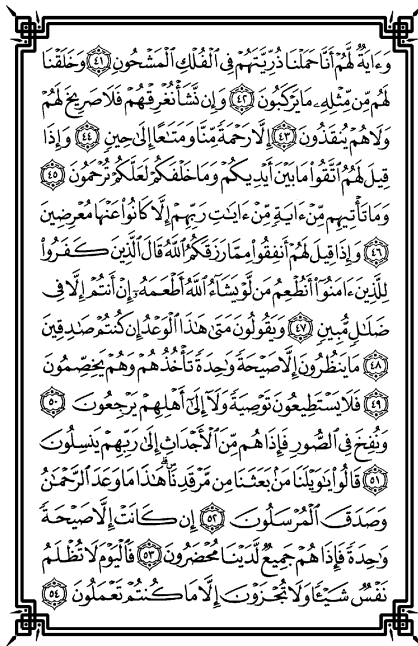 وَءَايَةٌ لَّهُمْ أَنَّا حَمَلْنَا ذُرِّيَّتَهُمْ فِى ٱلْفُلْكِ ٱلْمَشْحُونِ ٤١ وَخَلَقْنَا
لَهُم مِّن مِّثْلِهِۦ مَا يَرْكَبُونَ ٤٢ وَإِن نَّشَأْ نُغْرِقْهُمْ فَلَا صَرِيخَ لَهُمْ
وَلَا هُمْ يُنقَذُونَ ٤٣ إِلَّا رَحْمَةً مِّنَّا وَمَتَٰعًا إِلَىٰ حِينٍ ٤٤ وَإِذَا
قِيلَ لَهُمُ ٱتَّقُوا۟ مَا بَيْنَ أَيْدِيكُمْ وَمَا خَلْفَكُمْ لَعَلَّكُمْ تُرْحَمُونَ ٤٥
وَمَا تَأْتِيهِم مِّنْ ءَايَةٍ مِّنْ ءَايَٰتِ رَبِّهِمْ إِلَّا كَانُوا۟ عَنْهَا مُعْرِضِينَ
٤٦ وَإِذَا قِيلَ لَهُمْ أَنفِقُوا۟ مِمَّا رَزَقَكُمُ ٱللَّهُ قَالَ ٱلَّذِينَ كَفَرُوا۟
لِلَّذِينَ ءَامَنُوٓا۟ أَنُطْعِمُ مَن لَّوْ يَشَآءُ ٱللَّهُ أَطْعَمَهُۥٓ إِنْ أَنتُمْ إِلَّا فِى
ضَلَٰلٍ مُّبِينٍ ٤٧ وَيَقُولُونَ مَتَىٰ هَٰذَا ٱلْوَعْدُ إِن كُنتُمْ صَٰدِقِينَ
٤٨ مَا يَنظُرُونَ إِلَّا صَيْحَةً وَٰحِدَةً تَأْخُذُهُمْ وَهُمْ يَخِصِّمُونَ
٤٩ فَلَا يَسْتَطِيعُونَ تَوْصِيَةً وَلَآ إِلَىٰٓ أَهْلِهِمْ يَرْجِعُونَ ٥٠
وَنُفِخَ فِى ٱلصُّورِ فَإِذَا هُم مِّنَ ٱلْأَجْدَاثِ إِلَىٰ رَبِّهِمْ يَنسِلُونَ
٥١ قَالُوا۟ يَٰوَيْلَنَا مَنۢ بَعَثَنَا مِن مَّرْقَدِنَا ۜ ۗ هَٰذَا مَا وَعَدَ ٱلرَّحْمَٰنُ
وَصَدَقَ ٱلْمُرْسَلُونَ ٥٢ إِن كَانَتْ إِلَّا صَيْحَةً
وَٰحِدَةً فَإِذَا هُمْ جَمِيعٌ لَّدَيْنَا مُحْضَرُونَ ٥٣ فَٱلْيَوْمَ لَا تُظْلَمُ
نَفْسٌ شَيْـًٔا وَلَا تُجْزَوْنَ إِلَّا مَا كُنتُمْ تَعْمَلُونَ ٥٤